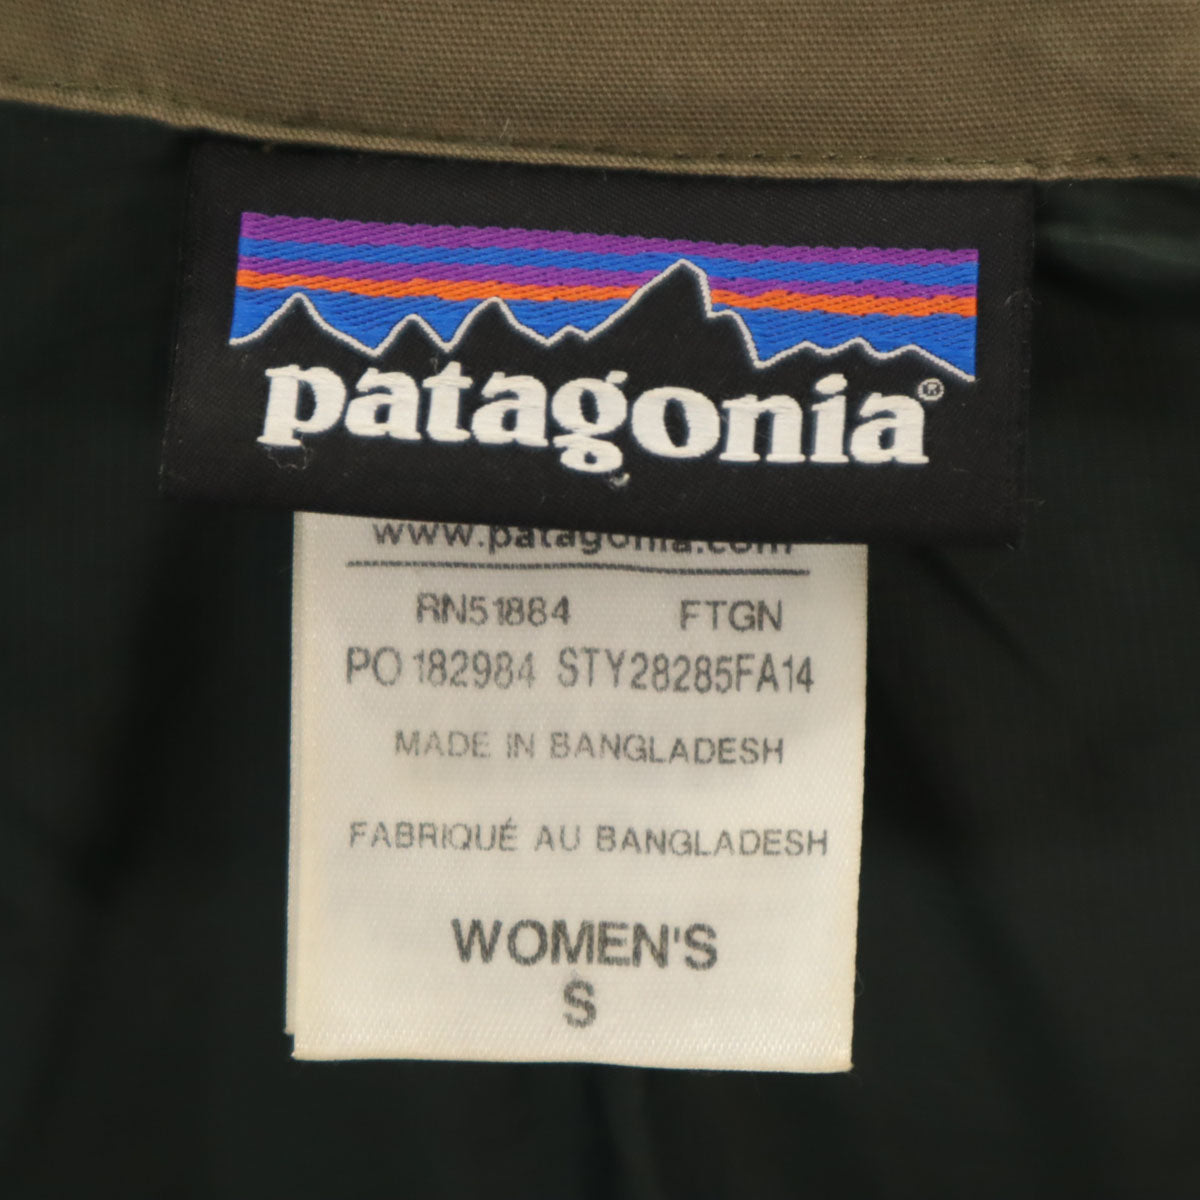 patagonia®
www.patagonia.com
RN51884 FTGN
PO 182984 STY28285FA14
MADE IN BANGLADESH
FABRIQUÉ AU BANGLADESH
WOMEN'S
S